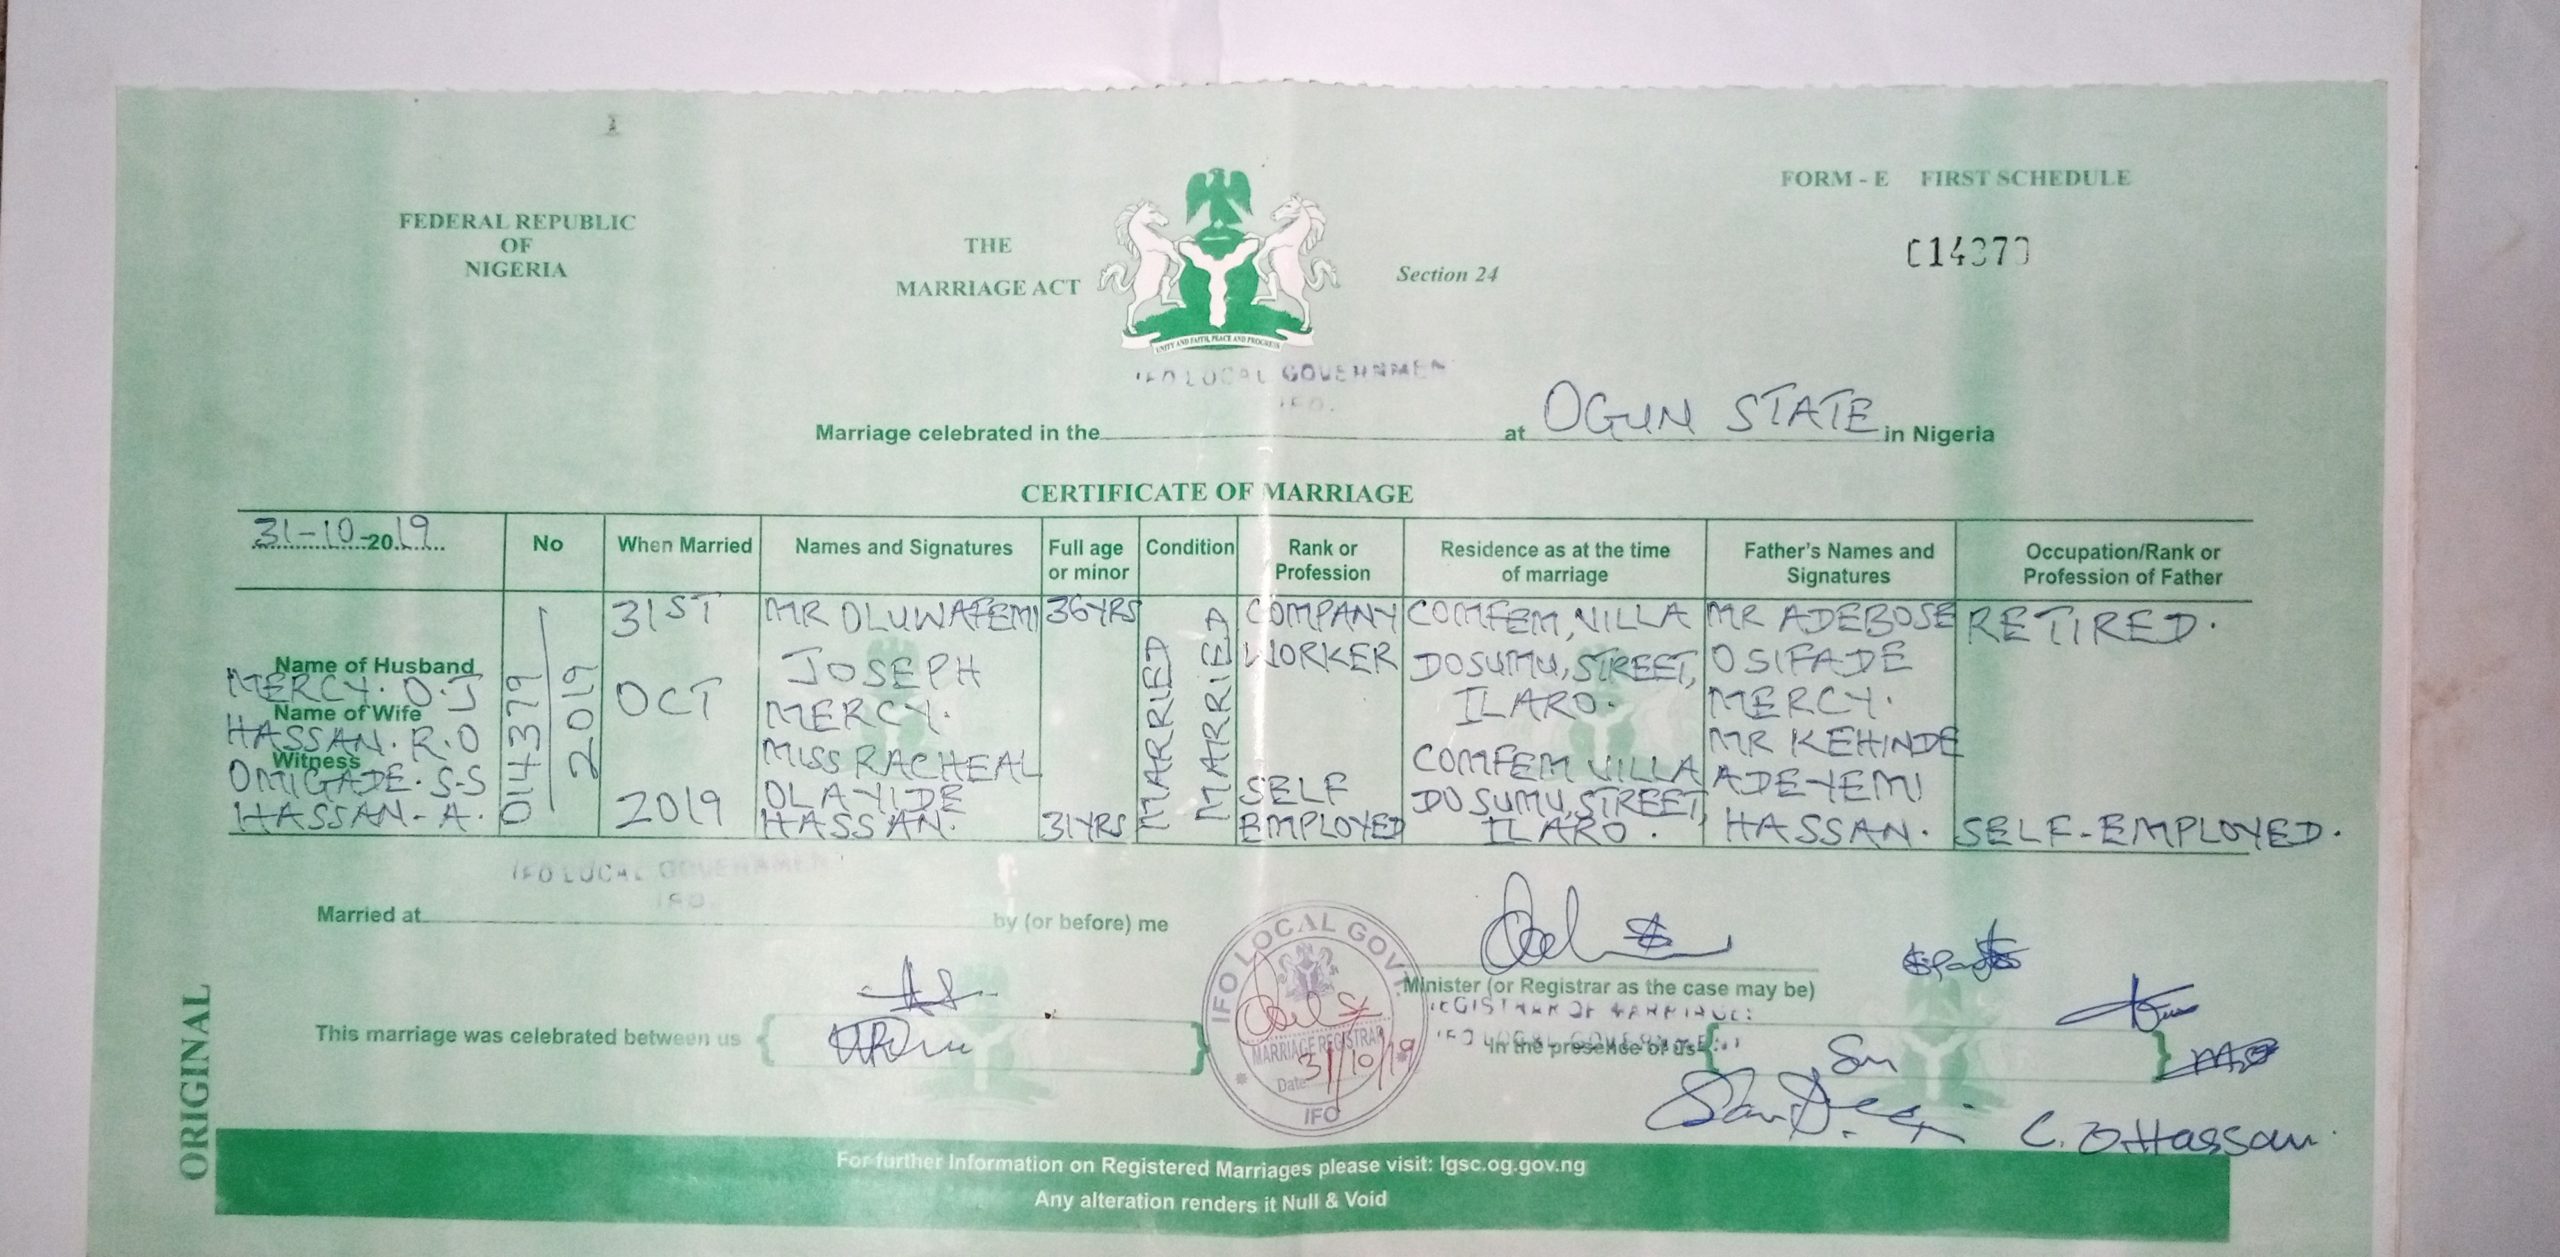 FORM - E FIRST SCHEDULE
FEDERAL REPUBLIC
OF
NIGERIA
THE
MARRIAGE ACT
UNITY AND FAITH, PEACE AND PROGRESS
Section 24
IFO LOCAL GOVERNMEN
IFO.
Marriage celebrated in the at OGUN STATE in Nigeria
CERTIFICATE OF MARRIAGE
31-10-2019
No
When Married
Names and Signatures
Full age
or minor
Condition
Rank or
Profession
Residence as at the time
of marriage
Father's Names and
Signatures
Occupation/Rank or
Profession of Father
Name of Husband
MERCY. O.J
Name of Wife
HASSAN. R.O
Witness
OMIGADE. S-S
HASSAN-A.
014379
2019
31ST
OCT
2019
MR OLUWAFEMI
JOSEPH
MERCY.
MISS RACHEAL
OLAYIDE
HASSAN.
36YRS
31YRS
MARRIED
MARRIED
COMPANY
WORKER
SELF
EMPLOYED
COMFEM, VILLA
DOSUMU, STREET,
ILARO.
COMFEM VILLA
DOSUMU, STREET,
ILARO.
MR ADEBOSE
OSIFADE
MERCY.
MR KEHINDE
ADEYEMI
HASSAN.
RETIRED.
SELF-EMPLOYED.
IFO LOCAL GOVERNMEN
IFO.
Married at by (or before) me
Minister (or Registrar as the case may be)
REGISTRAR OF MARRIAGE
IFO LOCAL GOVERNMENT
This marriage was celebrated between us
in the presence of us
IFO LOCAL GOVT.
MARRIAGE REGISTRAR
Date 31/10/19
IFO
C. O. Hassan.
ORIGINAL
For further Information on Registered Marriages please visit: lgsc.og.gov.ng
Any alteration renders it Null & Void